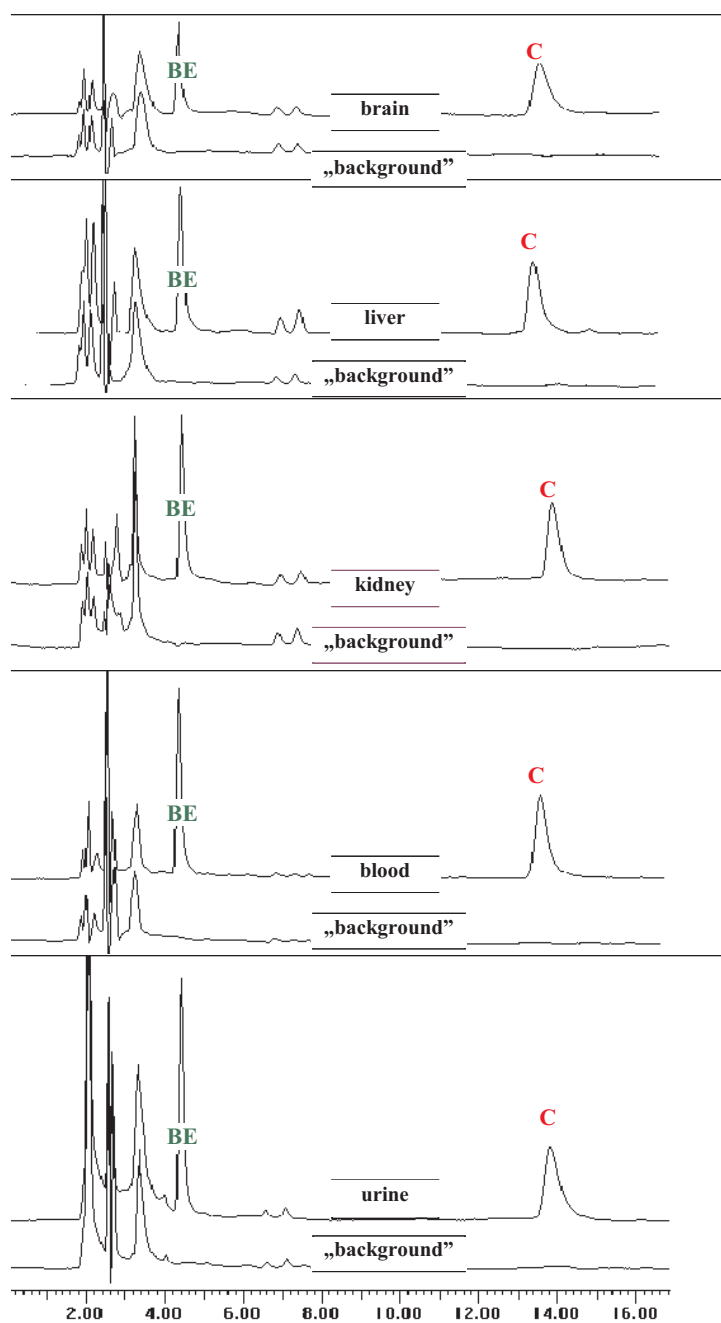 C
BE
brain
„background”
C
BE
liver
„background”
C
BE
kidney
„background”
C
BE
blood
„background”
C
BE
urine
„background”
2.00 4.00 6.00 8.00 10.00 12.00 14.00 16.00